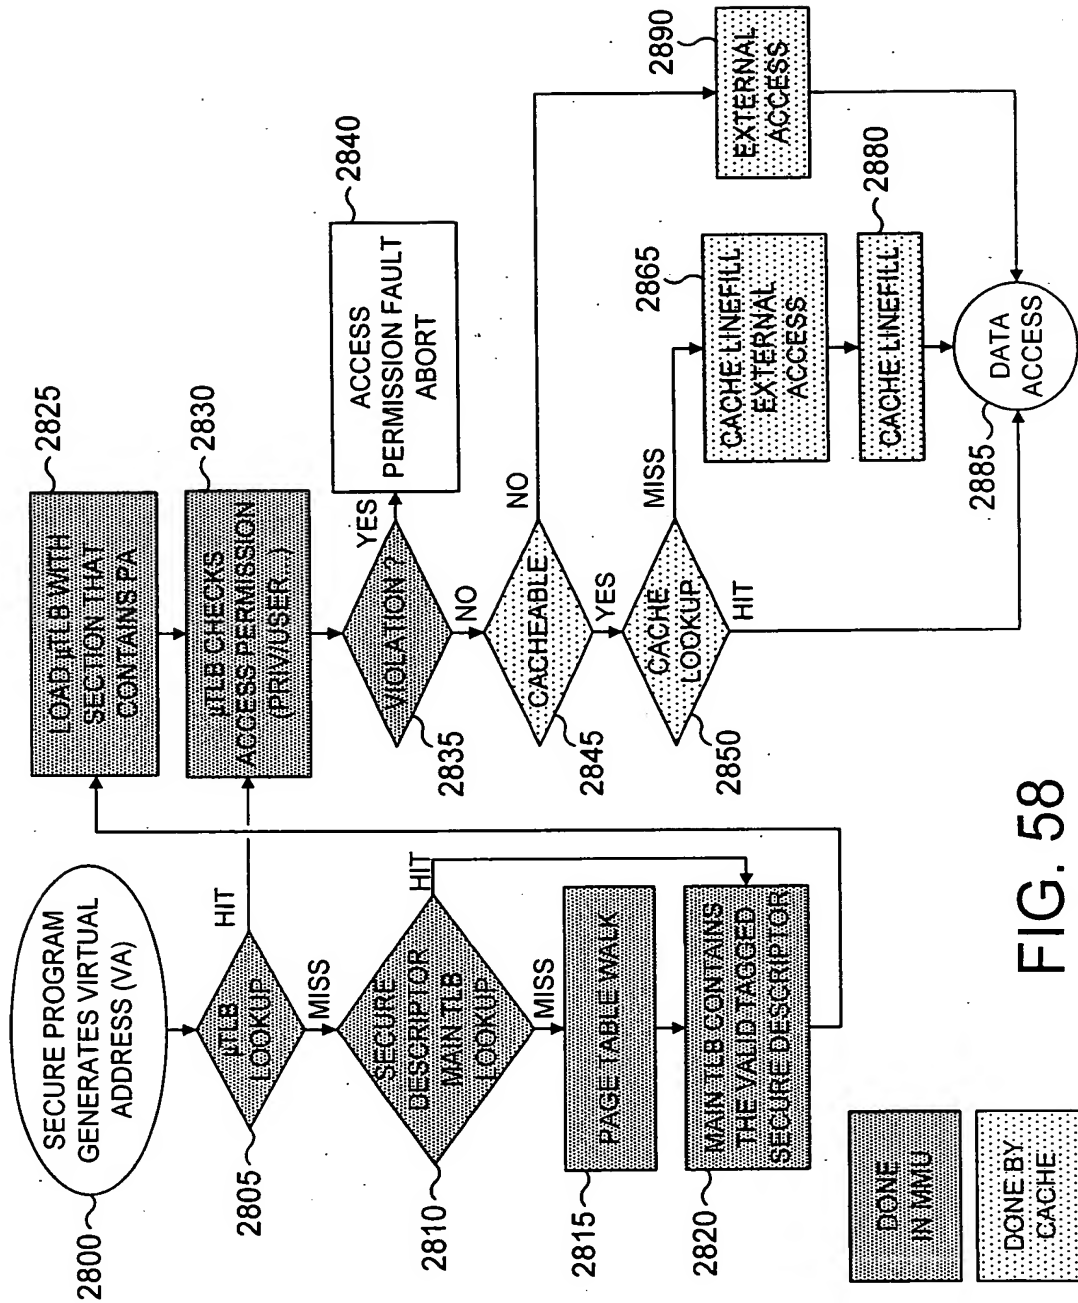 2800
SECURE PROGRAM
GENERATES VIRTUAL
ADDRESS (VA)
2805
µTLB
LOOKUP
HIT
MISS
2810
SECURE
DESCRIPTOR
MAIN TLB
LOOKUP
HIT
MISS
2815
PAGE TABLE WALK
2820
MAIN TLB CONTAINS
THE VALID TAGGED
SECURED DESCRIPTOR
2825
LOAD µTLB WITH
SECTION THAT
CONTAINS PA
2830
µTLB CHECKS
ACCESS PERMISSION
(PRIV/USER...)
2835
VIOLATION ?
YES
NO
2840
ACCESS
PERMISSION FAULT
ABORT
2845
CACHEABLE
NO
YES
2850
CACHE
LOOKUP
MISS
HIT
2865
CACHE LINEFILL
EXTERNAL
ACCESS
2880
CACHE LINEFILL
2890
EXTERNAL
ACCESS
2885
DATA
ACCESS
DONE
IN MMU
DONE BY
CACHE
FIG. 58